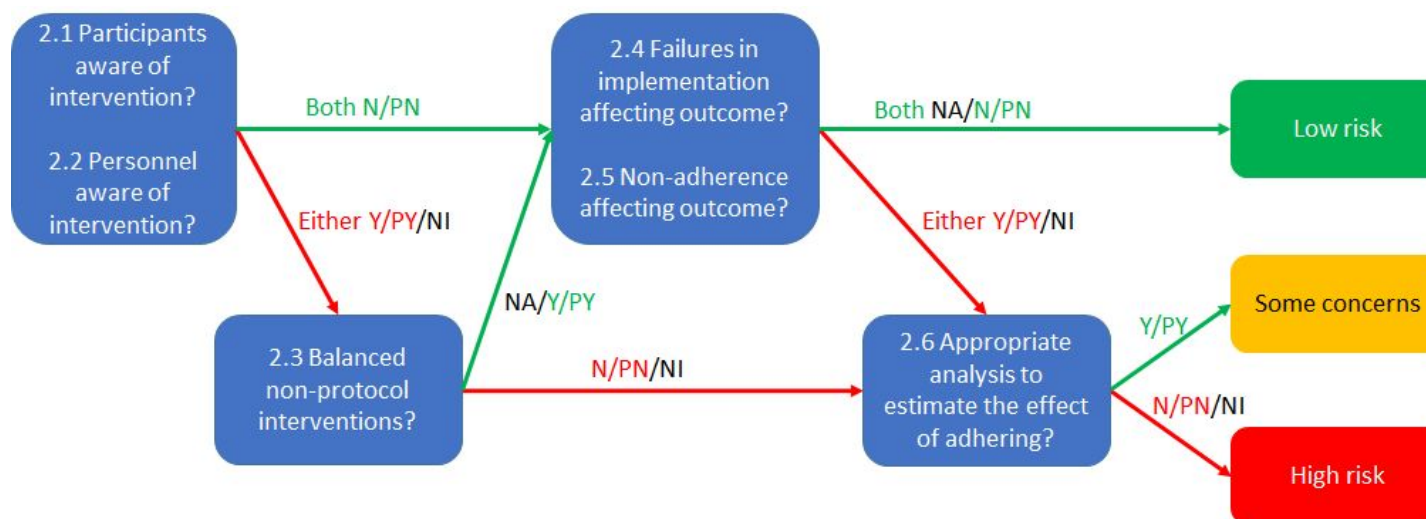 2.1 Participants
aware of
intervention?
2.2 Personnel
aware of
intervention?
Both N/PN
Either Y/PY/NI
2.3 Balanced
non-protocol
interventions?
NA/Y/PY
N/PN/NI
2.4 Failures in
implementation
affecting outcome?
2.5 Non-adherence
affecting outcome?
Both NA/N/PN
Either Y/PY/NI
2.6 Appropriate
analysis to
estimate the effect
of adhering?
Y/PY
N/PN/NI
Low risk
Some concerns
High risk